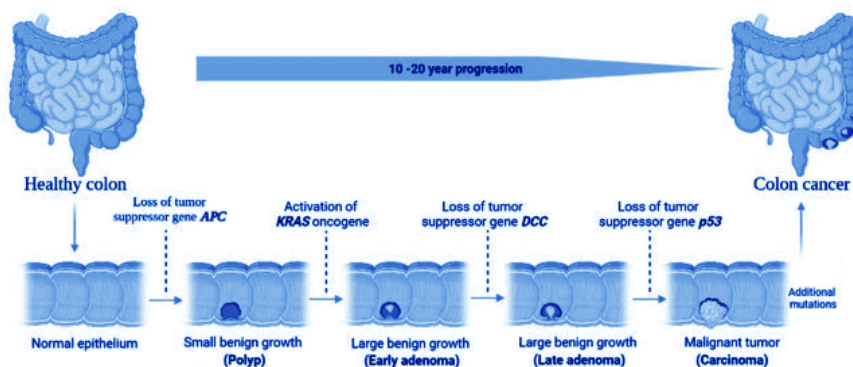 10 -20 year progression
Healthy colon
Colon cancer
Loss of tumor
suppressor gene APC
Activation of
KRAS oncogene
Loss of tumor
suppressor gene DCC
Loss of tumor
suppressor gene p53
Additional
mutations
Normal epithelium
Small benign growth
(Polyp)
Large benign growth
(Early adenoma)
Large benign growth
(Late adenoma)
Malignant tumor
(Carcinoma)